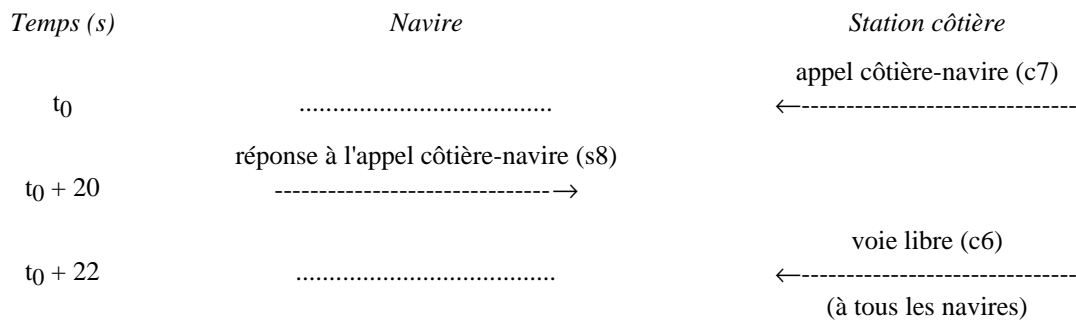 Temps (s) Navire Station côtière
appel côtière-navire (c7)
t0 ...................................... ←-------------------------------
réponse à l'appel côtière-navire (s8)
t0 + 20 -------------------------------→
voie libre (c6)
t0 + 22 ....................................... ←-------------------------------
(à tous les navires)